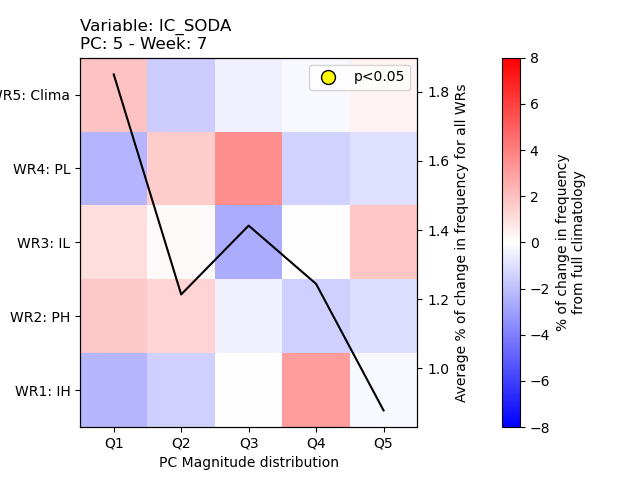 Variable: IC_SODA
PC: 5 - Week: 7
p<0.05
WR4: PL
WR3: IL
WR2: PH
WR1: IH
Clima
Q1 Q2 Q3 Q4 Q5
PC Magnitude distribution
1.8
1.6
1.4
1.2
1.0
Average % of change in frequency for all WRs
8
6
4
2
0
−2
−4
−6
−8
% of change in frequency
from full climatology